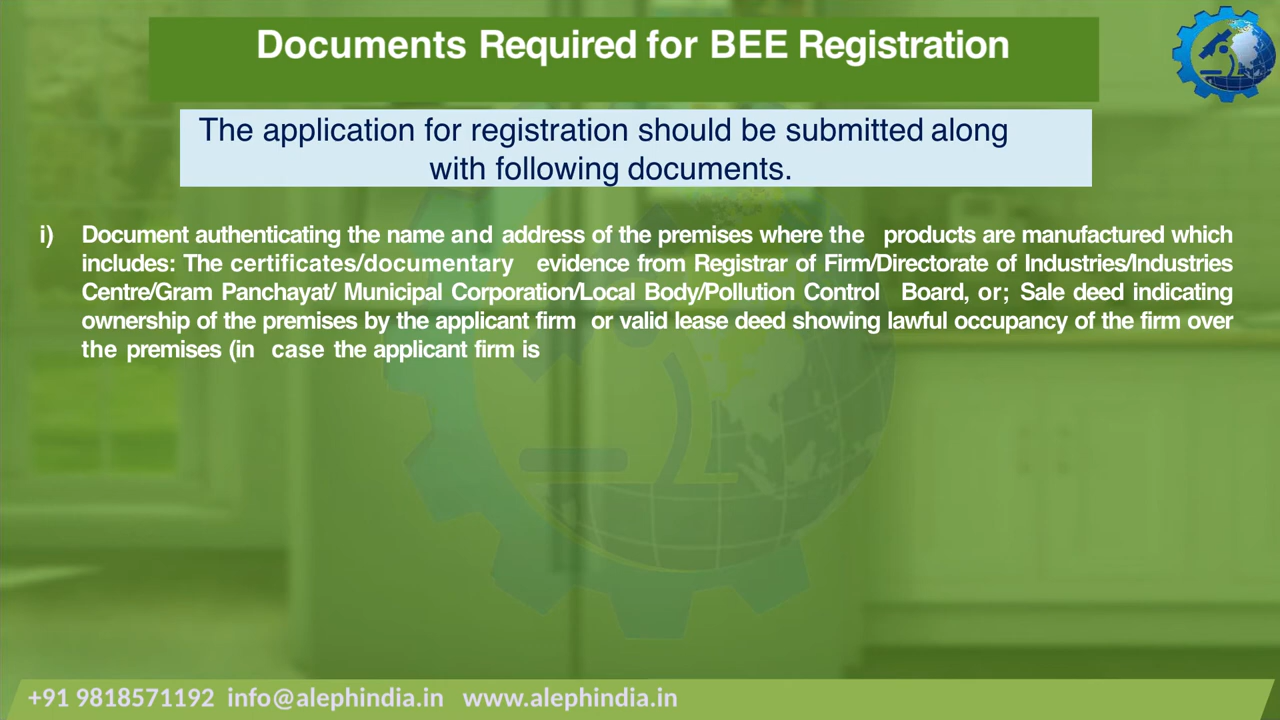 Documents Required for BEE Registration
The application for registration should be submitted along
with following documents.
i) Document authenticating the name and address of the premises where the products are manufactured which
includes: The certificates/documentary evidence from Registrar of Firm/Directorate of Industries/Industries
Centre/Gram Panchayat/ Municipal Corporation/Local Body/Pollution Control Board, or; Sale deed indicating
ownership of the premises by the applicant firm or valid lease deed showing lawful occupancy of the firm over
the premises (in case the applicant firm is
+91 9818571192 info@alephindia.in www.alephindia.in